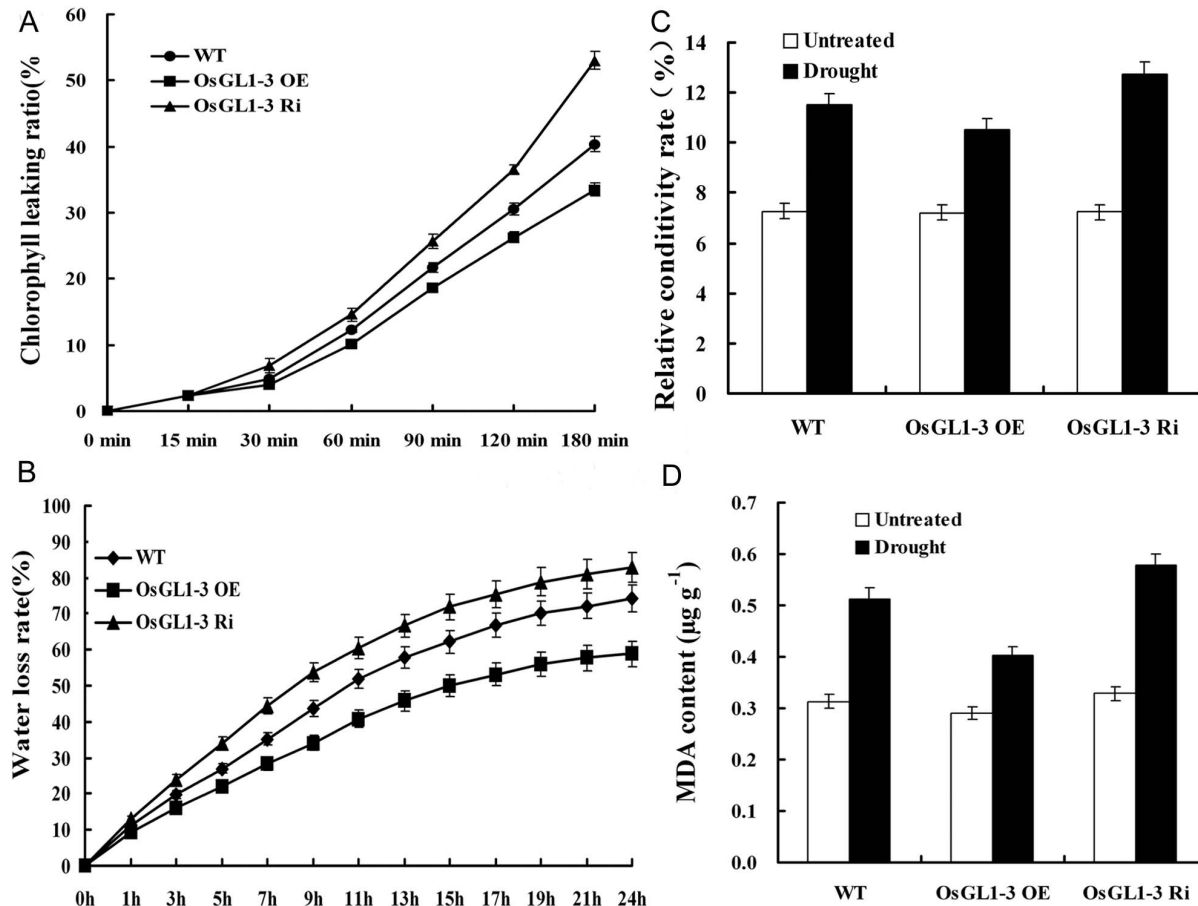 A
Chlorophyll leaking ratio(%
60
50
40
30
20
10
0
WT
OsGL1-3 OE
OsGL1-3 Ri
0 min 15 min 30 min 60 min 90 min 120 min 180 min
B
Water loss rate(%)
100
90
80
70
60
50
40
30
20
10
0
WT
OsGL1-3 OE
OsGL1-3 Ri
0h 1h 3h 5h 7h 9h 11h 13h 15h 17h 19h 21h 24h
C
Relative conditivity rate (%)
14
12
10
8
6
4
2
0
Untreated
Drought
WT OsGL1-3 OE OsGL1-3 Ri
D
MDA content (µg g-1)
0.7
0.6
0.5
0.4
0.3
0.2
0.1
0.0
Untreated
Drought
WT OsGL1-3 OE OsGL1-3 Ri